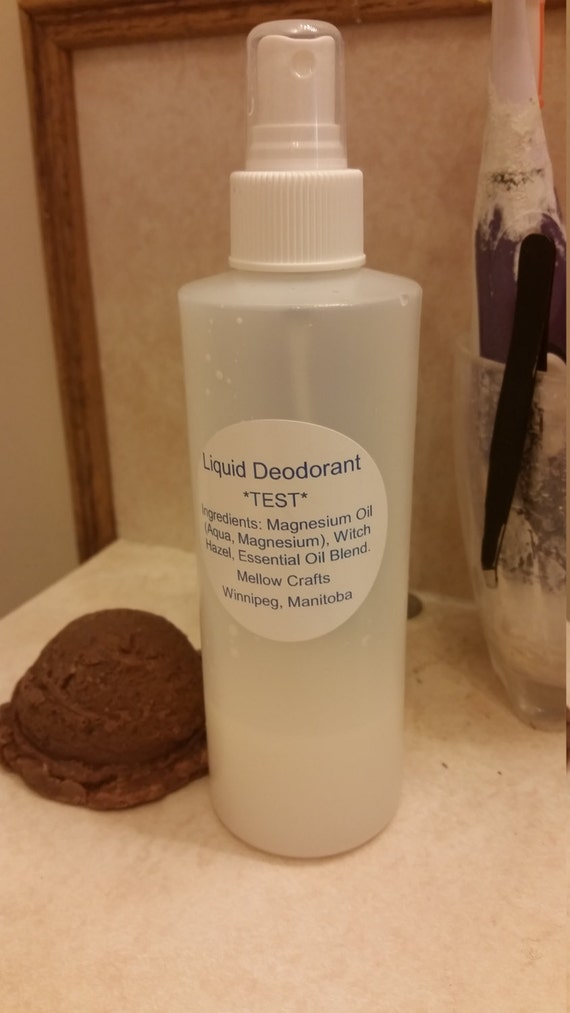 Liquid Deodorant
*TEST*
Ingredients: Magnesium Oil
(Aqua, Magnesium), Witch
Hazel, Essential Oil Blend.
Mellow Crafts
Winnipeg, Manitoba